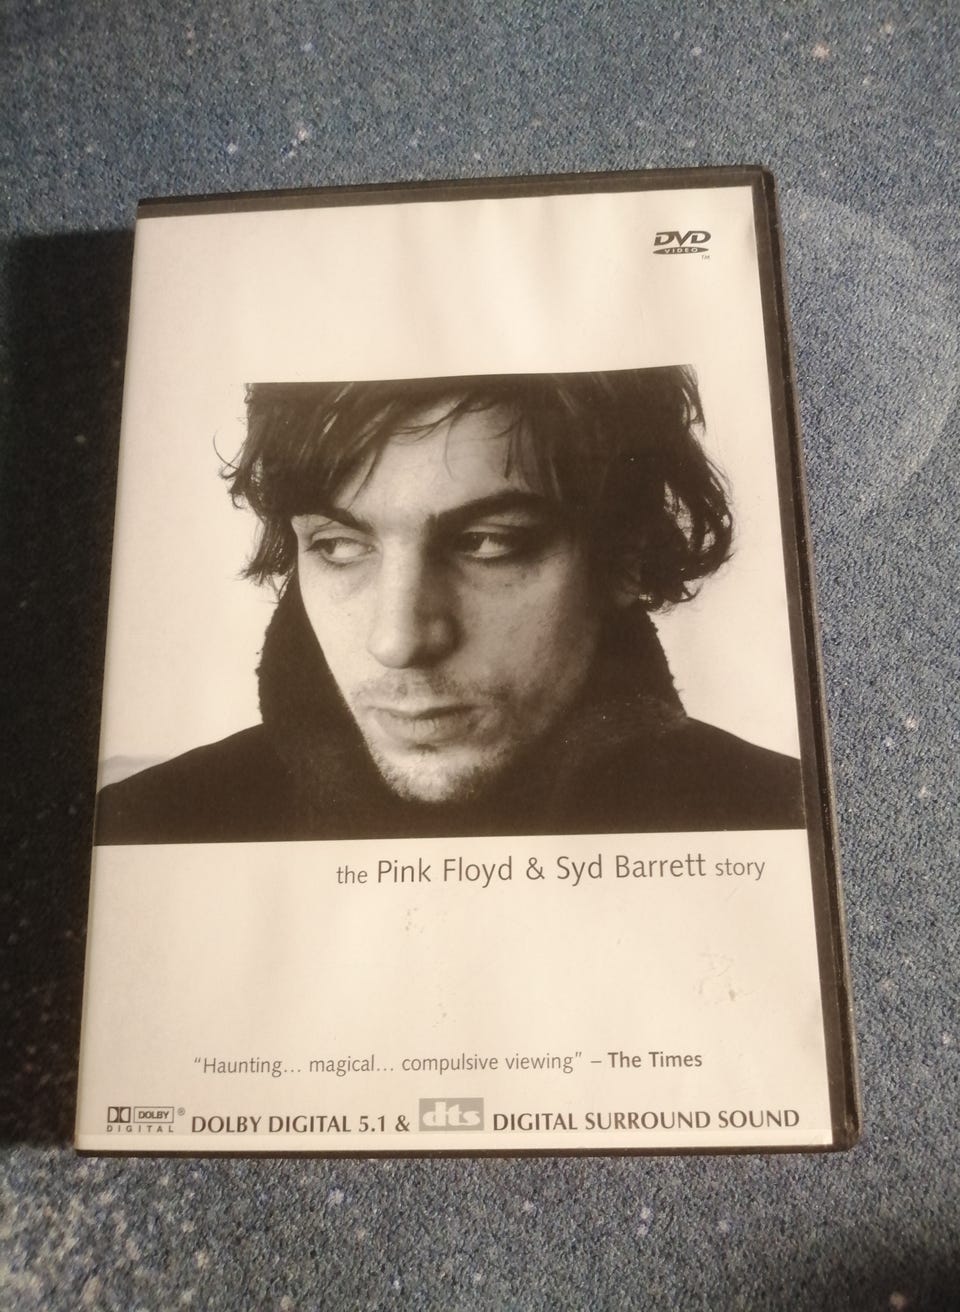 DVD
VIDEO
TM
the Pink Floyd & Syd Barrett story
“Haunting... magical... compulsive viewing” – The Times
DOLBY
DIGITAL
® DOLBY DIGITAL 5.1 & dts DIGITAL SURROUND SOUND